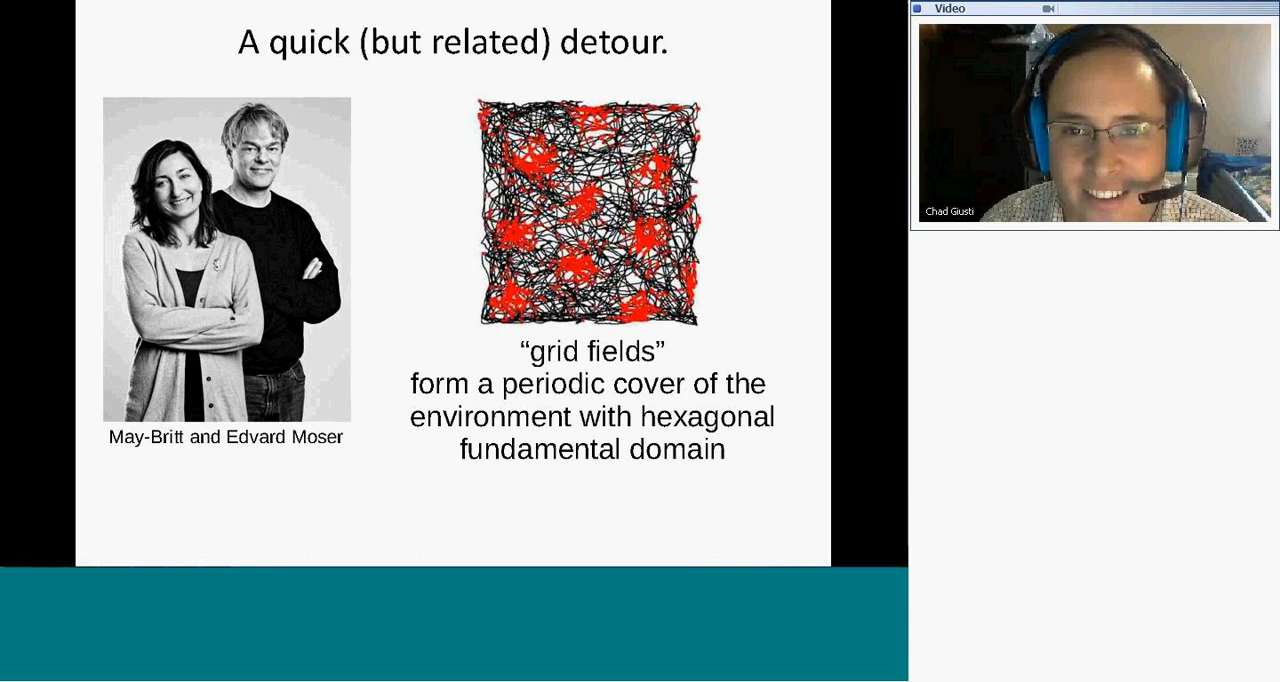 A quick (but related) detour.
May-Britt and Edvard Moser
“grid fields”
form a periodic cover of the
environment with hexagonal
fundamental domain
Video
Chad Giusti